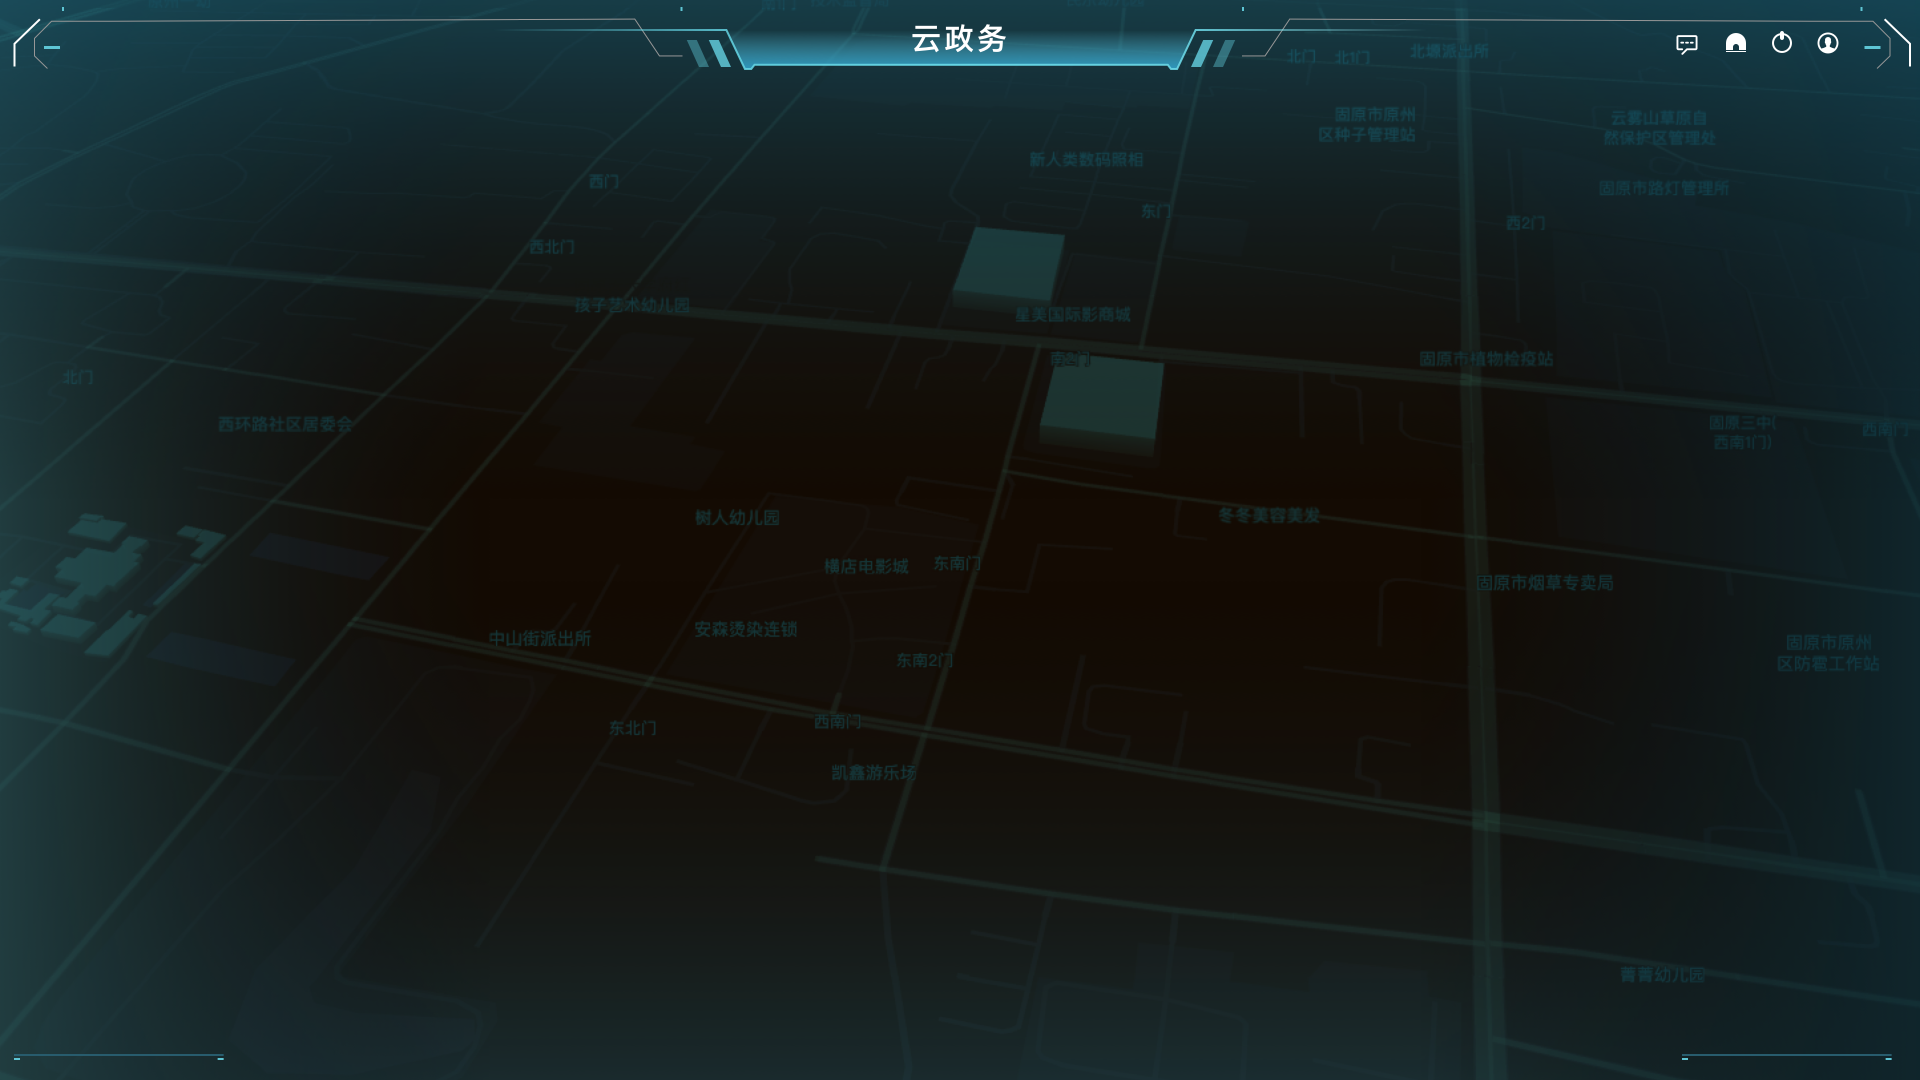 云政务
北门
北1门
北塘派出所
固原市原州
区种子管理站
云雾山草原自
然保护区管理处
新人类数码照相
西门
固原市路灯管理所
东门
西2门
西北门
孩子艺术幼儿园
星美国际影商城
南2门
固原市植物检疫站
北门
西环路社区居委会
固原三中(
西南1门)
西南门
树人幼儿园
冬冬美容美发
横店电影城
东南门
固原市烟草专卖局
中山街派出所
安森烫染连锁
固原市原州
区防雹工作站
东南2门
东北门
西南门
凯鑫游乐场
菁菁幼儿园